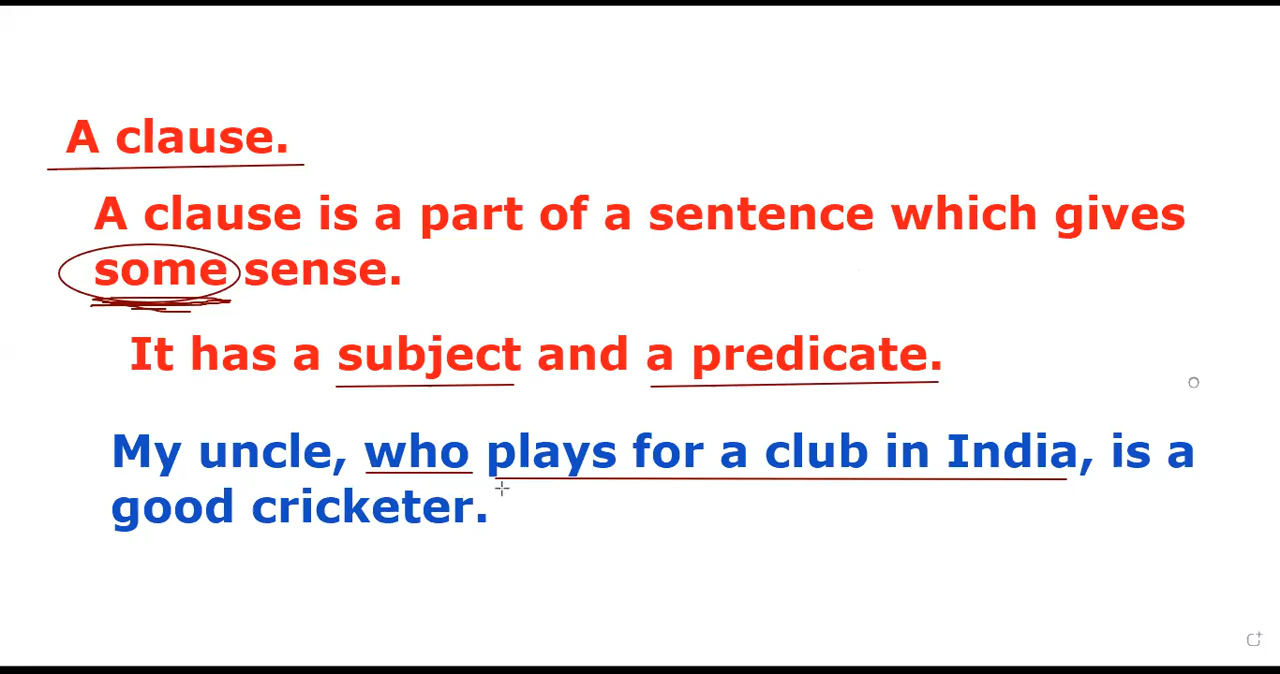 A clause.
A clause is a part of a sentence which gives
some sense.
It has a subject and a predicate.
My uncle, who plays for a club in India, is a
good cricketer.